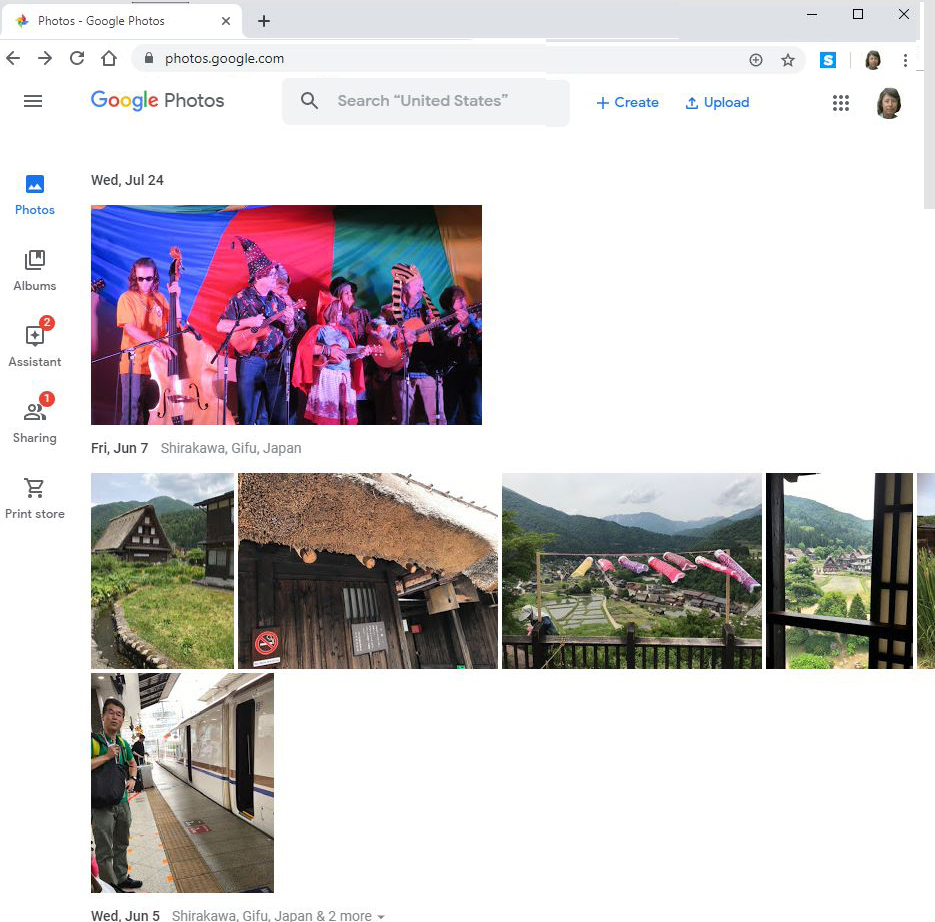 Photos - Google Photos
photos.google.com
S
Google Photos
Search “United States”
+ Create
Upload
Wed, Jul 24
Photos
Albums
2
Assistant
1
Sharing
Print store
Fri, Jun 7 Shirakawa, Gifu, Japan
Wed, Jun 5 Shirakawa, Gifu, Japan & 2 more